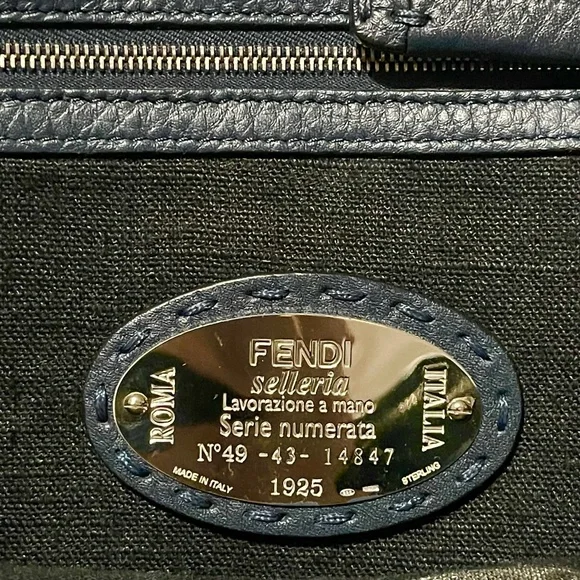 FENDI
selleria
Lavorazione a mano
Serie numerata
N°49 -43- 14847
1925
ROMA
ITALIA
MADE IN ITALY
STERLING